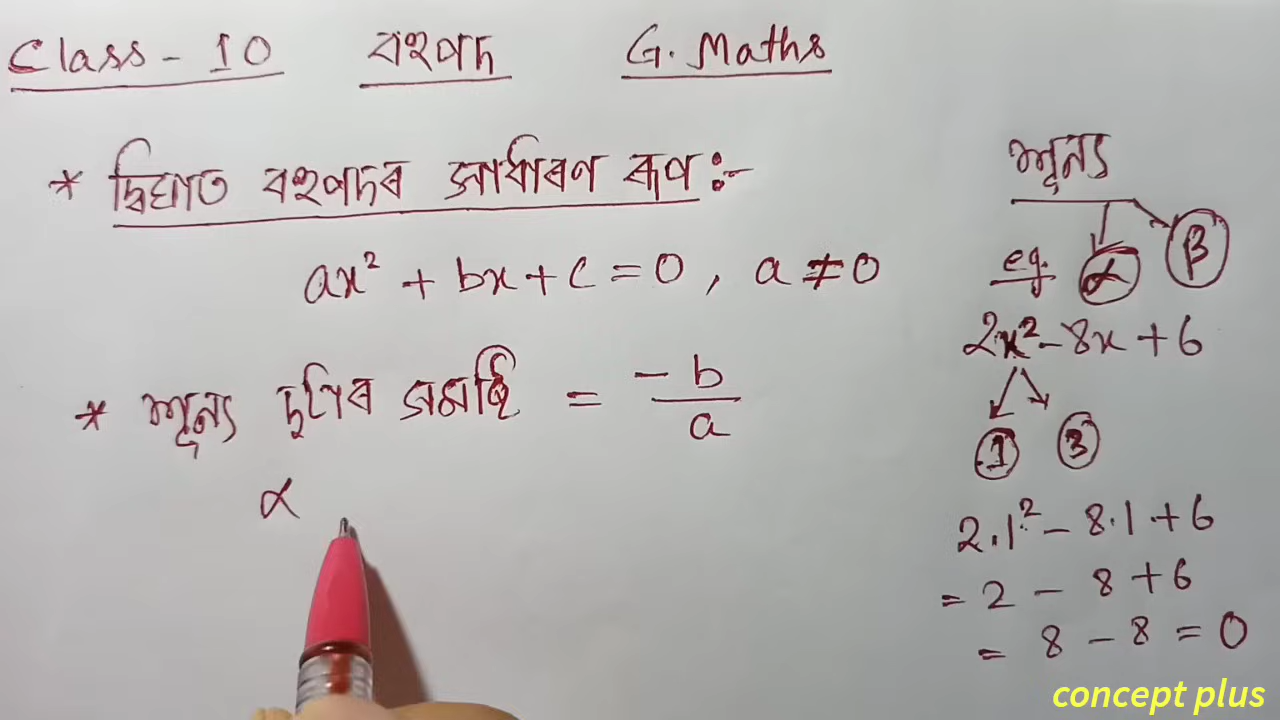 Class - 10 বহুপদ G. Maths
* দ্বিঘাত বহুপদৰ সাধাৰণ ৰূপ :-
ax² + bx + c = 0 , a ≠ 0
* শূন্য দুটাৰ সমষ্টি = -b/a
α
শূন্য
eg. α β
2x² - 8x + 6
1 3
2.1² - 8.1 + 6
= 2 - 8 + 6
= 8 - 8 = 0
concept plus